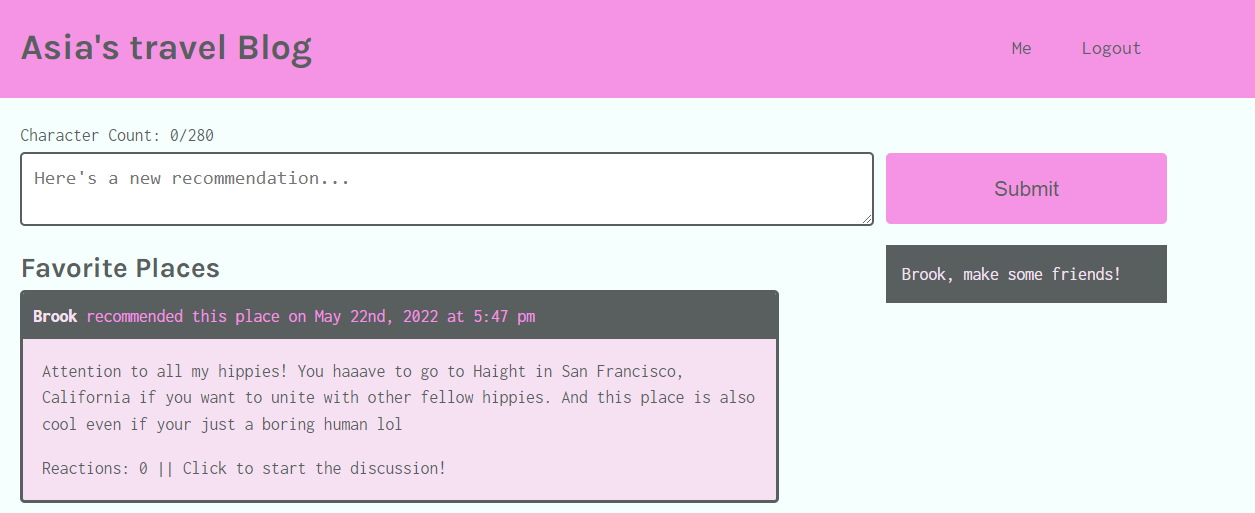 Asia's travel Blog
Me Logout
Character Count: 0/280
Here's a new recommendation...
Submit
Favorite Places
Brook, make some friends!
Brook recommended this place on May 22nd, 2022 at 5:47 pm
Attention to all my hippies! You haaave to go to Haight in San Francisco,
California if you want to unite with other fellow hippies. And this place is also
cool even if your just a boring human lol
Reactions: 0 || Click to start the discussion!